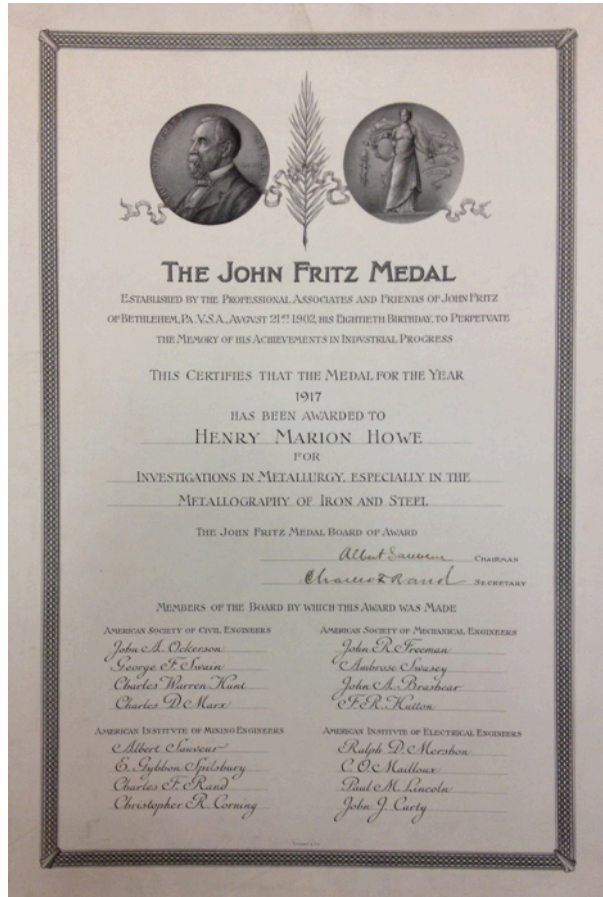 THE JOHN FRITZ MEDAL
ESTABLISHED BY THE PROFESSIONAL ASSOCIATES AND FRIENDS OF JOHN FRITZ
OF BETHLEHEM, PA. V.S.A., AVGVST 21ST 1902, HIS EIGHTIETH BIRTHDAY, TO PERPETVATE
THE MEMORY OF HIS ACHIEVEMENTS IN INDVSTRIAL PROGRESS
THIS CERTIFIES THAT THE MEDAL FOR THE YEAR
1917
HAS BEEN AWARDED TO
HENRY MARION HOWE
FOR
INVESTIGATIONS IN METALLURGY, ESPECIALLY IN THE
METALLOGRAPHY OF IRON AND STEEL
THE JOHN FRITZ MEDAL BOARD OF AWARD
Albert Sauveur CHAIRMAN
Charles F Rand SECRETARY
MEMBERS OF THE BOARD BY WHICH THIS AWARD WAS MADE
AMERICAN SOCIETY OF CIVIL ENGINEERS
John A. Ockerson
George F. Swain
Charles Warren Hunt
Charles D. Marx
AMERICAN SOCIETY OF MECHANICAL ENGINEERS
John R. Freeman
Ambrose Swasey
John A. Brashear
F. R. Hutton
AMERICAN INSTITVTE OF MINING ENGINEERS
Albert Sauveur
E. Gybbon Spilsbury
Charles F. Rand
Christopher R. Corning
AMERICAN INSTITVTE OF ELECTRICAL ENGINEERS
Ralph D. Mershon
C. O. Mailloux
Paul M. Lincoln
John J. Carty